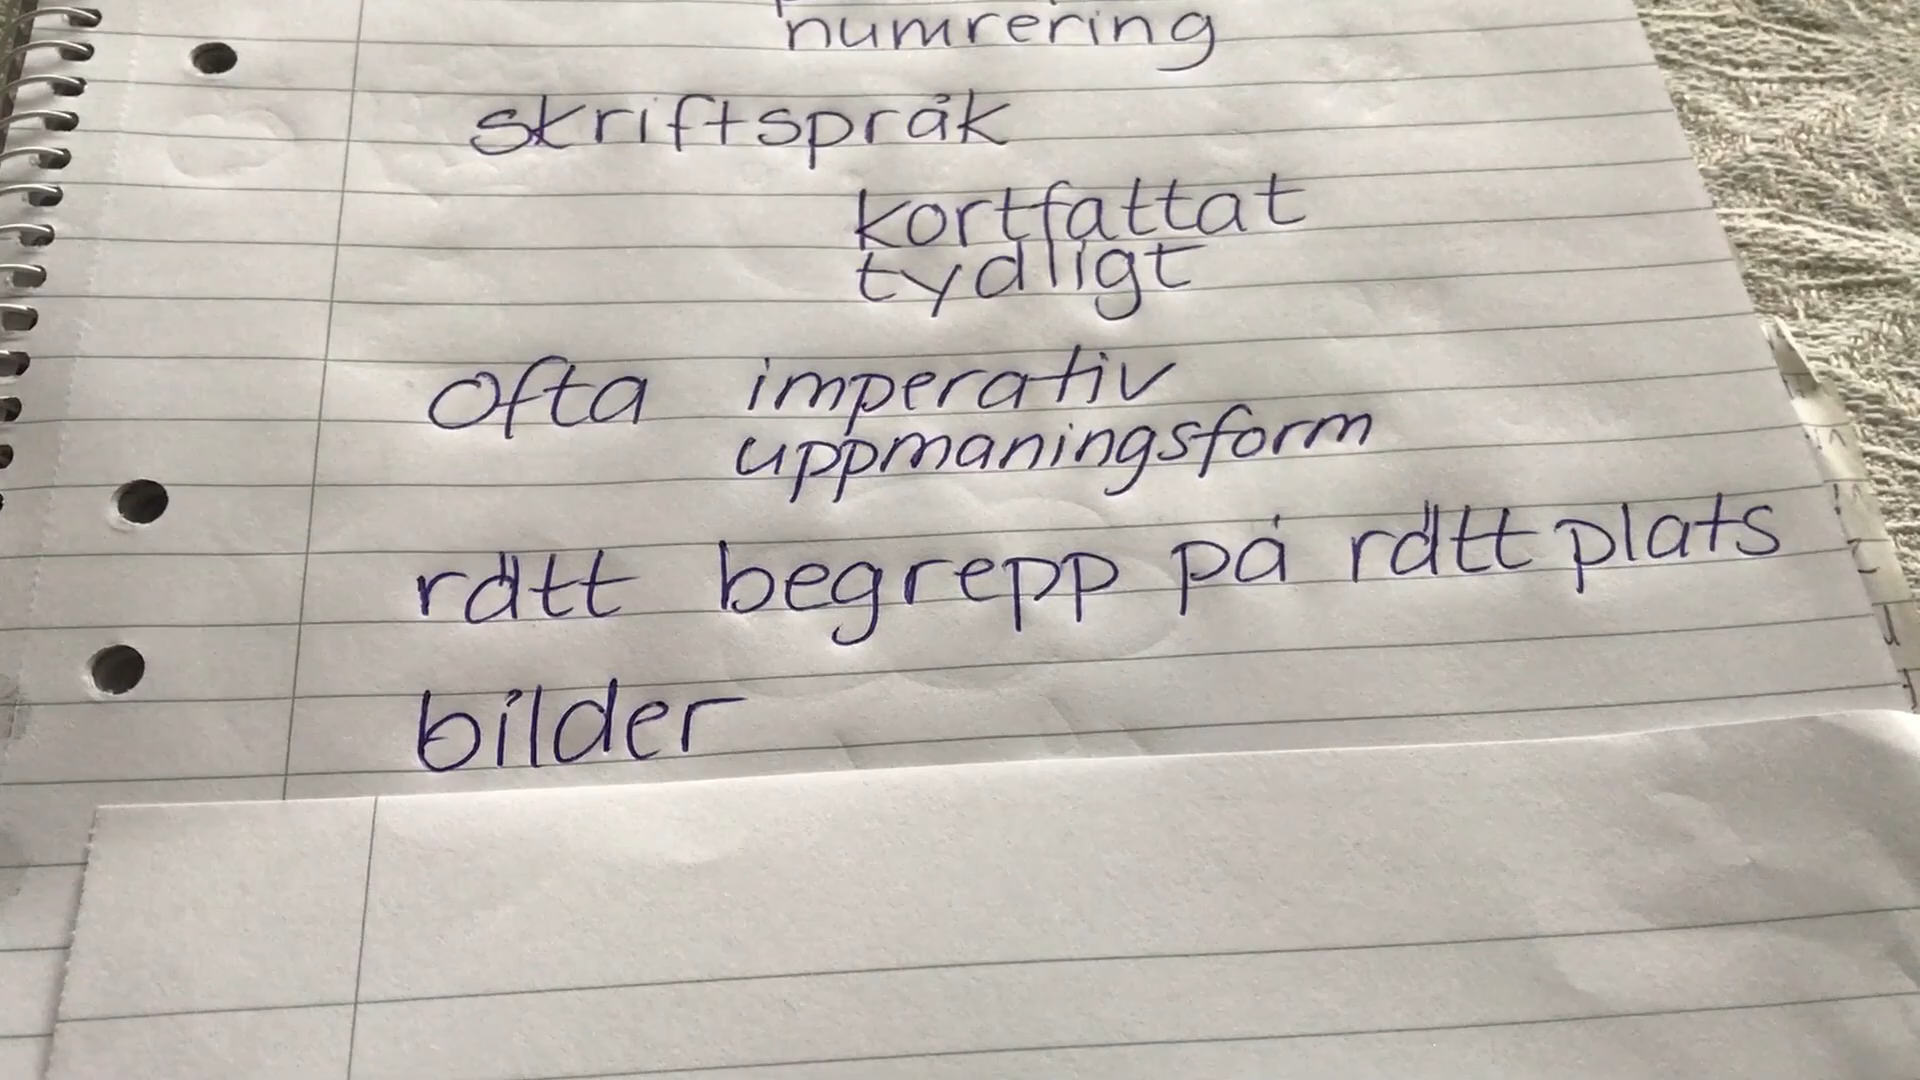 numrering
skriftspråk
kortfattat
tydligt
ofta imperativ
uppmaningsform
rätt begrepp på rätt plats
bilder